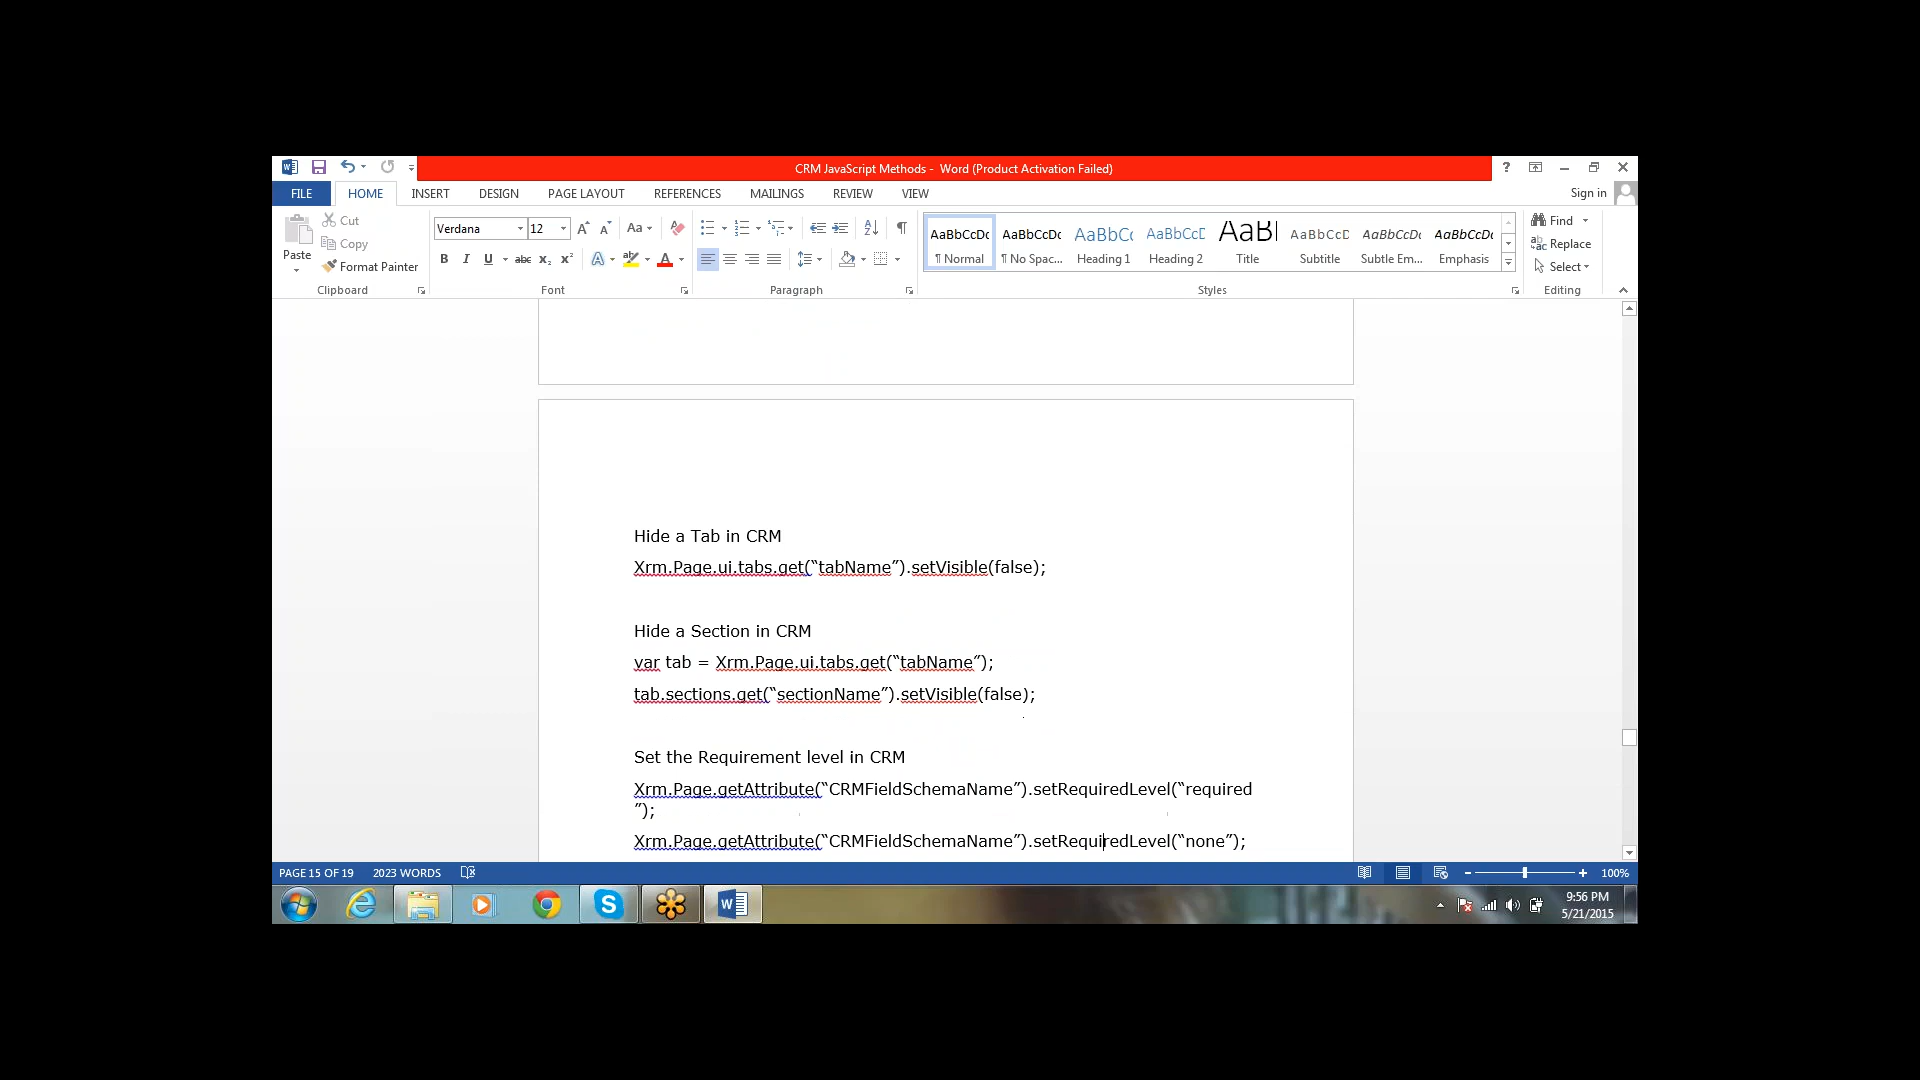 CRM JavaScript Methods - Word (Product Activation Failed)
FILE HOME INSERT DESIGN PAGE LAYOUT REFERENCES MAILINGS REVIEW VIEW Sign in
Cut
Copy
Format Painter
Paste
Clipboard
Verdana 12
Font
Paragraph
AaBbCcDc AaBbCcDc AaBbC( AaBbCcD AaBl AaBbCcD AaBbCcDc AaBbCcDc
¶ Normal ¶ No Spac... Heading 1 Heading 2 Title Subtitle Subtle Em... Emphasis
Styles
Find
Replace
Select
Editing
Hide a Tab in CRM
Xrm.Page.ui.tabs.get(“tabName”).setVisible(false);
Hide a Section in CRM
var tab = Xrm.Page.ui.tabs.get(“tabName”);
tab.sections.get(“sectionName”).setVisible(false);
Set the Requirement level in CRM
Xrm.Page.getAttribute(“CRMFieldSchemaName”).setRequiredLevel(“required
”);
Xrm.Page.getAttribute(“CRMFieldSchemaName”).setRequiredLevel(“none”);
PAGE 15 OF 19 2023 WORDS 100%
9:56 PM
5/21/2015